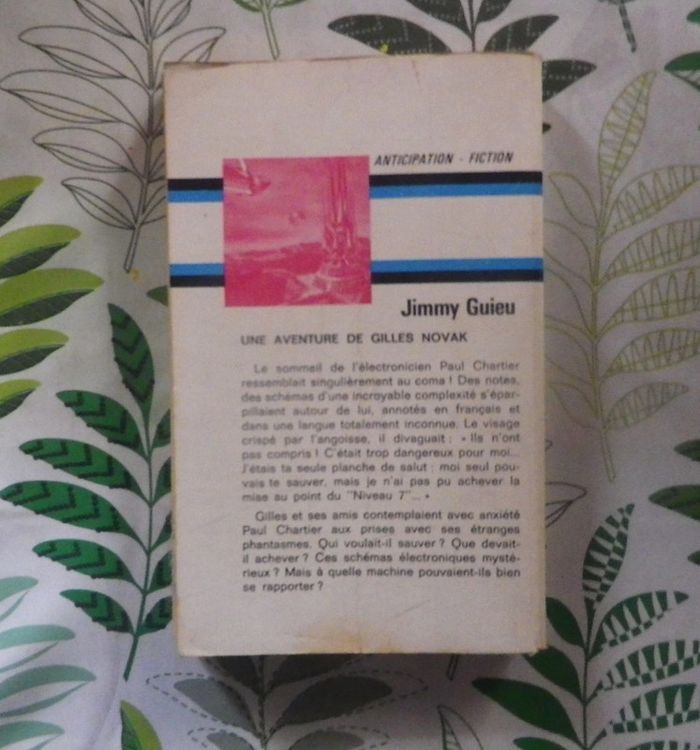 ANTICIPATION - FICTION
Jimmy Guieu
UNE AVENTURE DE GILLES NOVAK
Le sommeil de l'électronicien Paul Chartier
ressemblait singulièrement au coma ! Des notes,
des schémas d'une incroyable complexité s'épar-
pillaient autour de lui, annotés en français et
dans une langue totalement inconnue. Le visage
crispé par l'angoisse, il divaguait : « Ils n'ont
pas compris ! C'était trop dangereux pour moi...
J'étais ta seule planche de salut : moi seul pou-
vais te sauver, mais je n'ai pas pu achever la
mise au point du "Niveau 7"... »
Gilles et ses amis contemplaient avec anxiété
Paul Chartier aux prises avec ses étranges
phantasmes. Qui voulait-il sauver ? Que devait-
il achever ? Ces schémas électroniques mysté-
rieux ? Mais à quelle machine pouvaient-ils bien
se rapporter ?